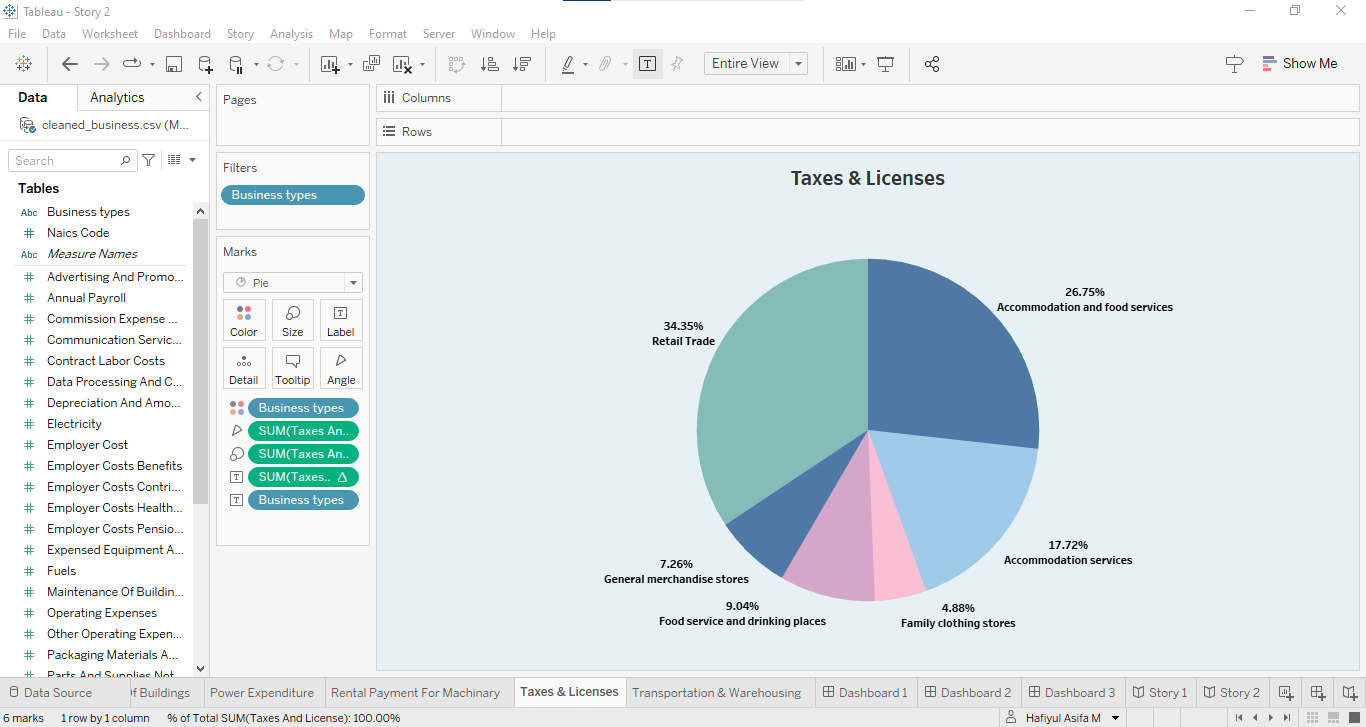 Tableau - Story 2
File Data Worksheet Dashboard Story Analysis Map Format Server Window Help
Entire View
Show Me
Data Analytics
cleaned_business.csv (M...
Search
Tables
Abc Business types
# Naics Code
Abc Measure Names
# Advertising And Promo...
# Annual Payroll
# Commission Expense ...
# Communication Servic...
# Contract Labor Costs
# Data Processing And C...
# Depreciation And Amo...
# Electricity
# Employer Cost
# Employer Costs Benefits
# Employer Costs Contri...
# Employer Costs Health...
# Employer Costs Pensio...
# Expensed Equipment A...
# Fuels
# Maintenance Of Buildin...
# Operating Expenses
# Other Operating Expen...
# Packaging Materials A...
# Parts And Supplies Not
Pages
Filters
Business types
Marks
Pie
Color Size Label
Detail Tooltip Angle
Business types
SUM(Taxes An..
SUM(Taxes An..
SUM(Taxes.. Δ
Business types
Columns
Rows
Taxes & Licenses
26.75%
Accommodation and food services
34.35%
Retail Trade
17.72%
Accommodation services
7.26%
General merchandise stores
9.04%
Food service and drinking places
4.88%
Family clothing stores
Data Source of Buildings Power Expenditure Rental Payment For Machinary Taxes & Licenses Transportation & Warehousing Dashboard 1 Dashboard 2 Dashboard 3 Story 1 Story 2
6 marks 1 row by 1 column % of Total SUM(Taxes And License): 100.00% Hafiyul Asifa M